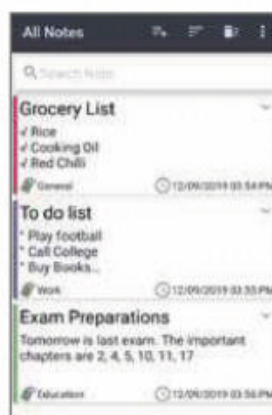 All Notes
Search Note
Grocery List
√ Rice
√ Cooking Oil
√ Red Chilli
General 12/09/2019 03:54 PM
To do list
* Play football
* Call College
* Buy Books...
Work 12/09/2019 03:55 PM
Exam Preparations
Tomorrow is last exam. The important
chapters are 2, 4, 5, 10, 11, 17
Education 12/09/2019 03:56 PM